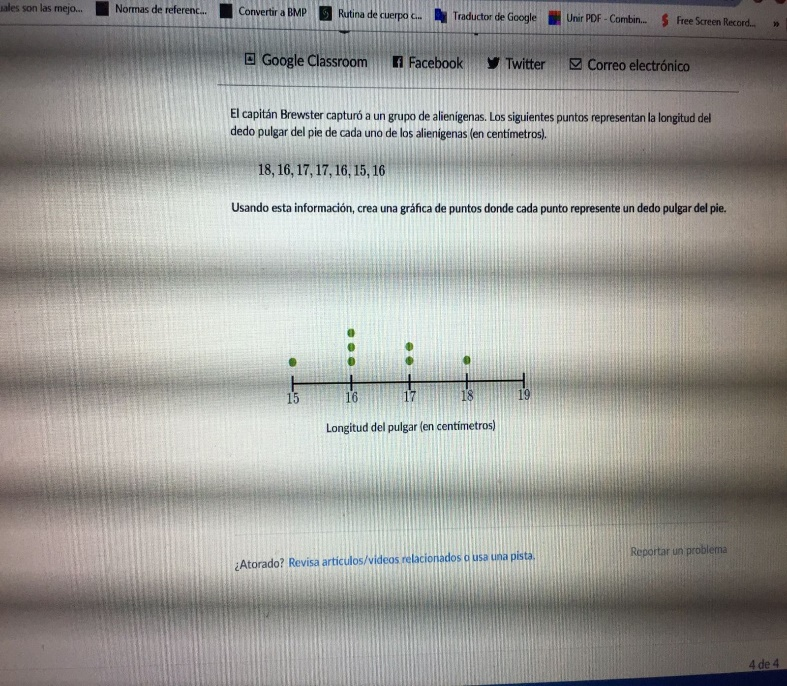 uales son las mejo... Normas de referenc... Convertir a BMP Rutina de cuerpo c... Traductor de Google Unir PDF - Combin... Free Screen Record... »
Google Classroom Facebook Twitter Correo electrónico
El capitán Brewster capturó a un grupo de alienígenas. Los siguientes puntos representan la longitud del
dedo pulgar del pie de cada uno de los alienígenas (en centímetros).
18, 16, 17, 17, 16, 15, 16
Usando esta información, crea una gráfica de puntos donde cada punto represente un dedo pulgar del pie.
15 16 17 18 19
Longitud del pulgar (en centímetros)
¿Atorado? Revisa artículos/videos relacionados o usa una pista.
Reportar un problema
4 de 4